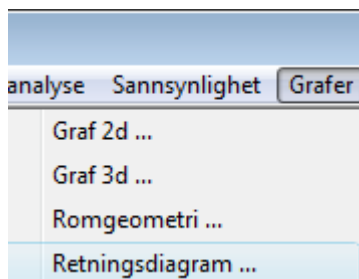 analyse Sannsynlighet Grafer
Graf 2d ...
Graf 3d ...
Romgeometri ...
Retningsdiagram ...